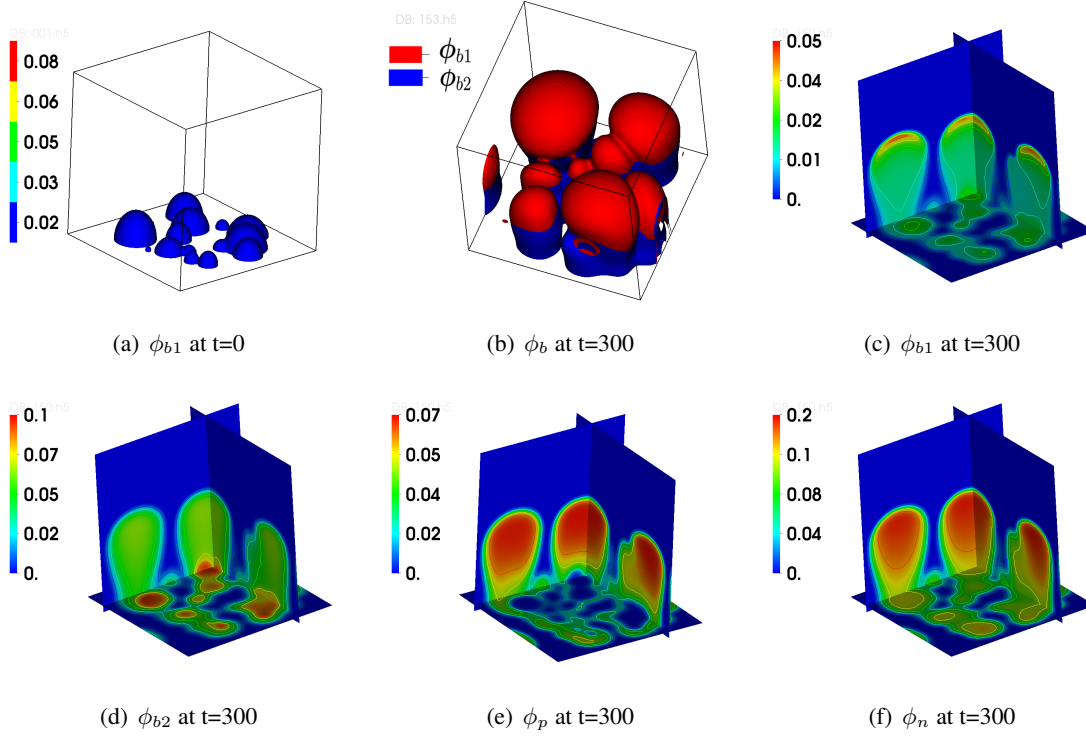 DB: 001.h5
0.08
0.06
0.05
0.03
0.02
(a) ϕb1 at t=0
DB: 153.h5
ϕb1
ϕb2
(b) ϕb at t=300
0.05
0.04
0.02
0.01
0.
(c) ϕb1 at t=300
0.1
0.07
0.05
0.02
0.
(d) ϕb2 at t=300
0.07
0.05
0.04
0.02
0.
(e) ϕp at t=300
0.2
0.1
0.08
0.04
0.
(f) ϕn at t=300